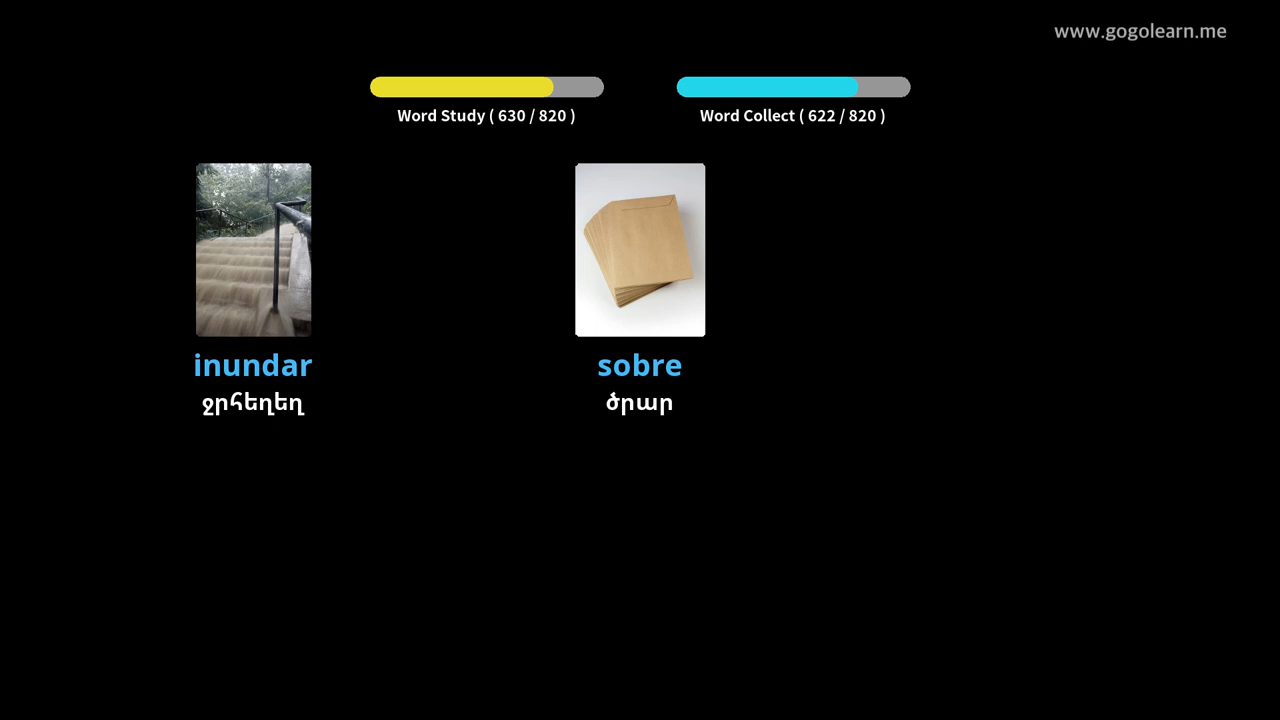 www.gogolearn.me
Word Study ( 630 / 820 )
Word Collect ( 622 / 820 )
inundar
ջրհեղեղ
sobre
ծրար